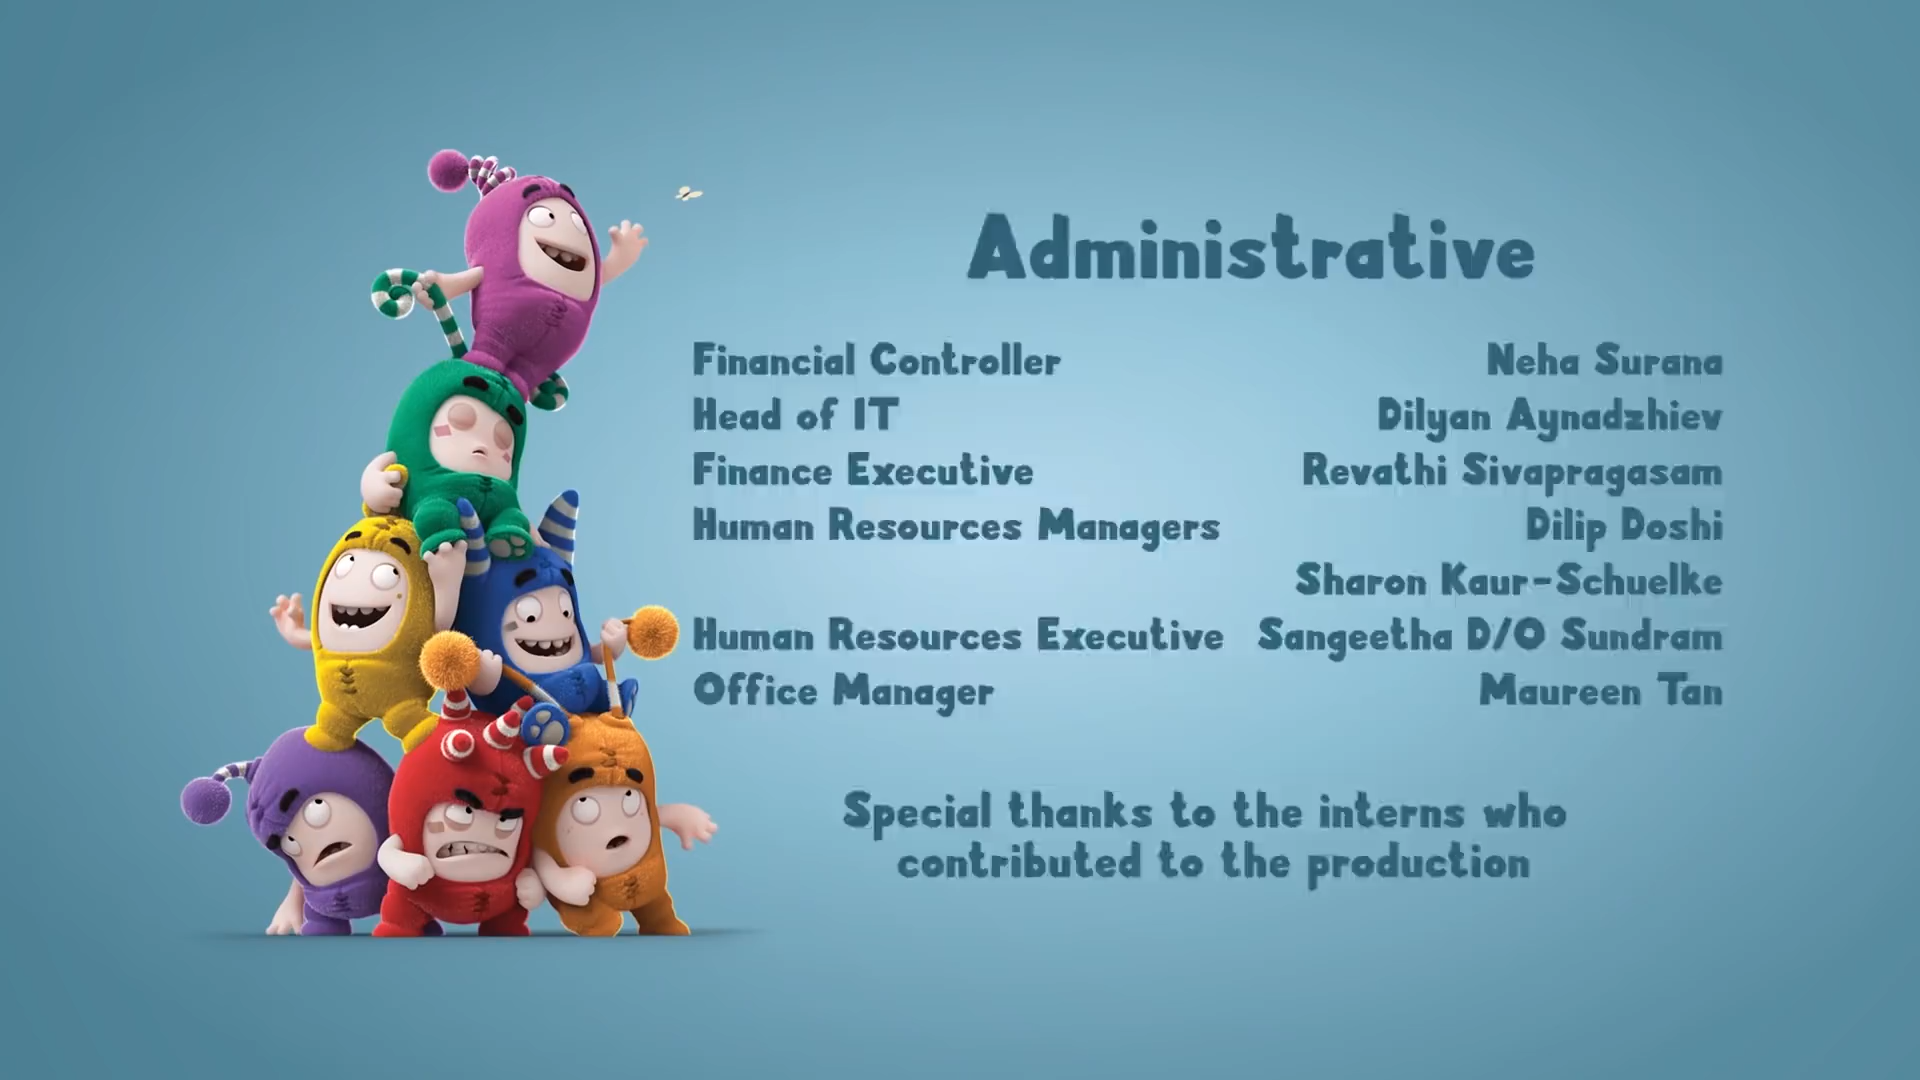 Administrative
Financial Controller Neha Surana
Head of IT Dilyan Aynadzhiev
Finance Executive Revathi Sivapragasam
Human Resources Managers Dilip Doshi
Sharon Kaur-Schuelke
Human Resources Executive Sangeetha D/O Sundram
Office Manager Maureen Tan
Special thanks to the interns who
contributed to the production